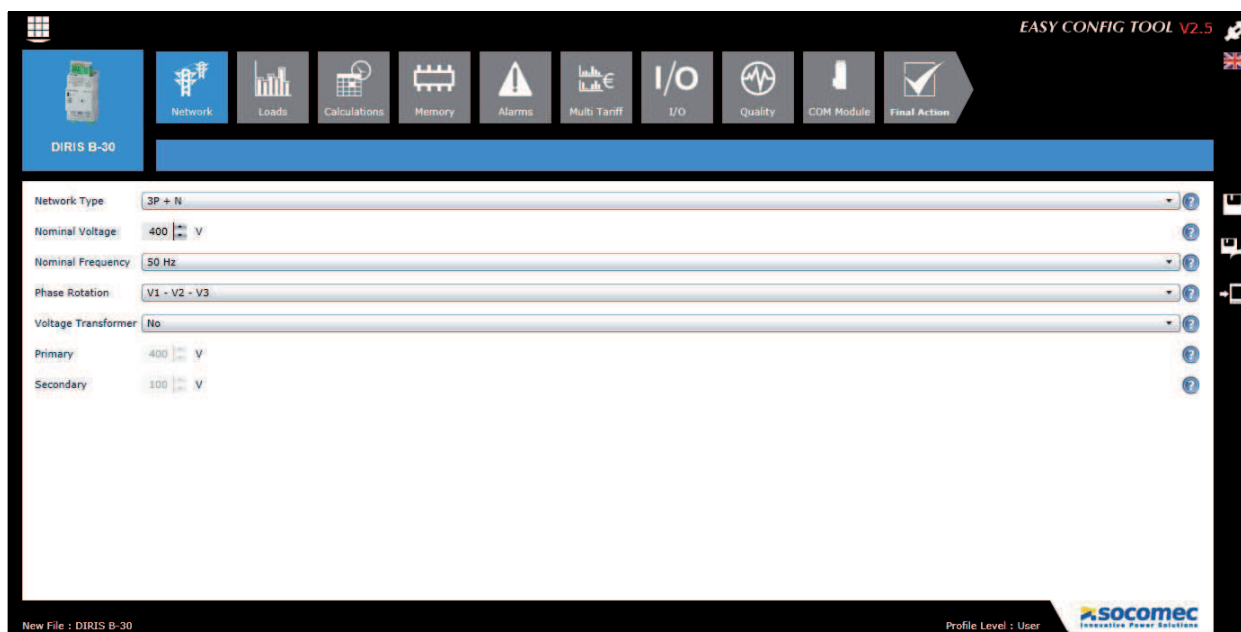 EASY CONFIG TOOL V2.5
DIRIS B-30
Network
Loads
Calculations
Memory
Alarms
Multi Tariff
I/O
I/O
Quality
COM Module
Final Action
Network Type 3P + N
Nominal Voltage 400 V
Nominal Frequency 50 Hz
Phase Rotation V1 - V2 - V3
Voltage Transformer No
Primary 400 V
Secondary 100 V
New File : DIRIS B-30
Profile Level : User
socomec
Innovative Power Solutions